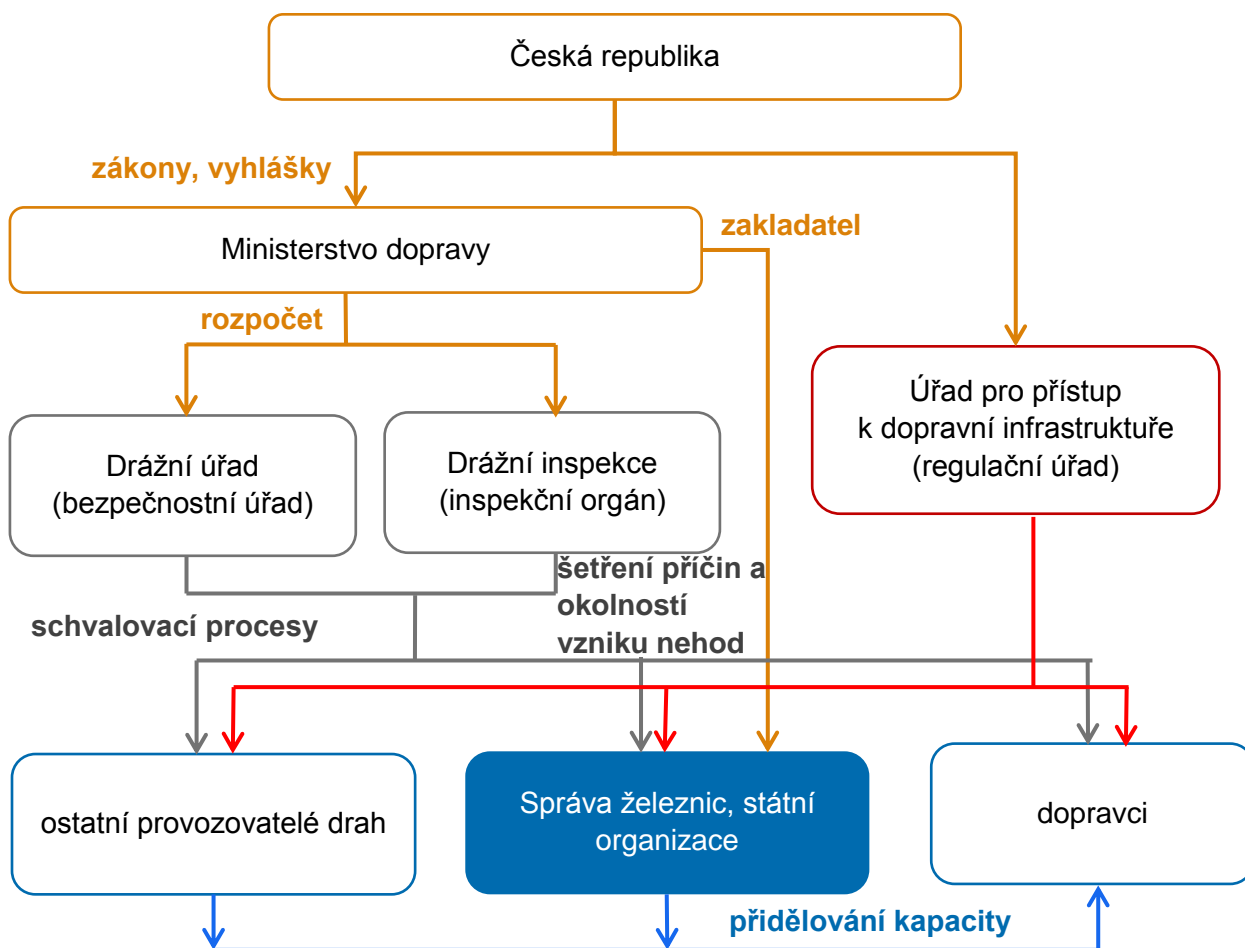 Česká republika
zákony, vyhlášky
Ministerstvo dopravy
zakladatel
rozpočet
Úřad pro přístup
k dopravní infrastruktuře
(regulační úřad)
Drážní úřad
(bezpečnostní úřad)
Drážní inspekce
(inspekční orgán)
šetření příčin a
okolností
vzniku nehod
schvalovací procesy
ostatní provozovatelé drah
Správa železnic, státní
organizace
dopravci
přidělování kapacity